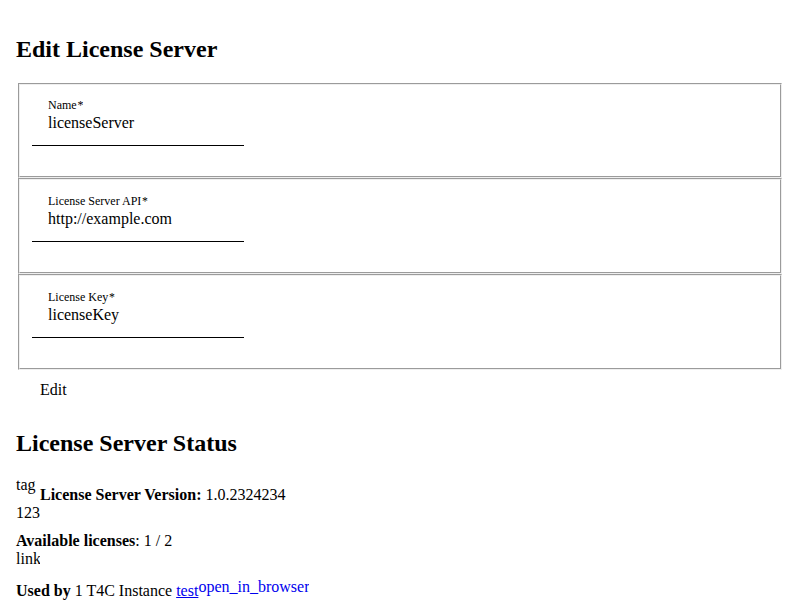 Edit License Server
Name*
licenseServer
License Server API*
http://example.com
License Key*
licenseKey
Edit
License Server Status
tag License Server Version: 1.0.2324234
123
Available licenses: 1 / 2
link
Used by 1 T4C Instance testopen_in_browser